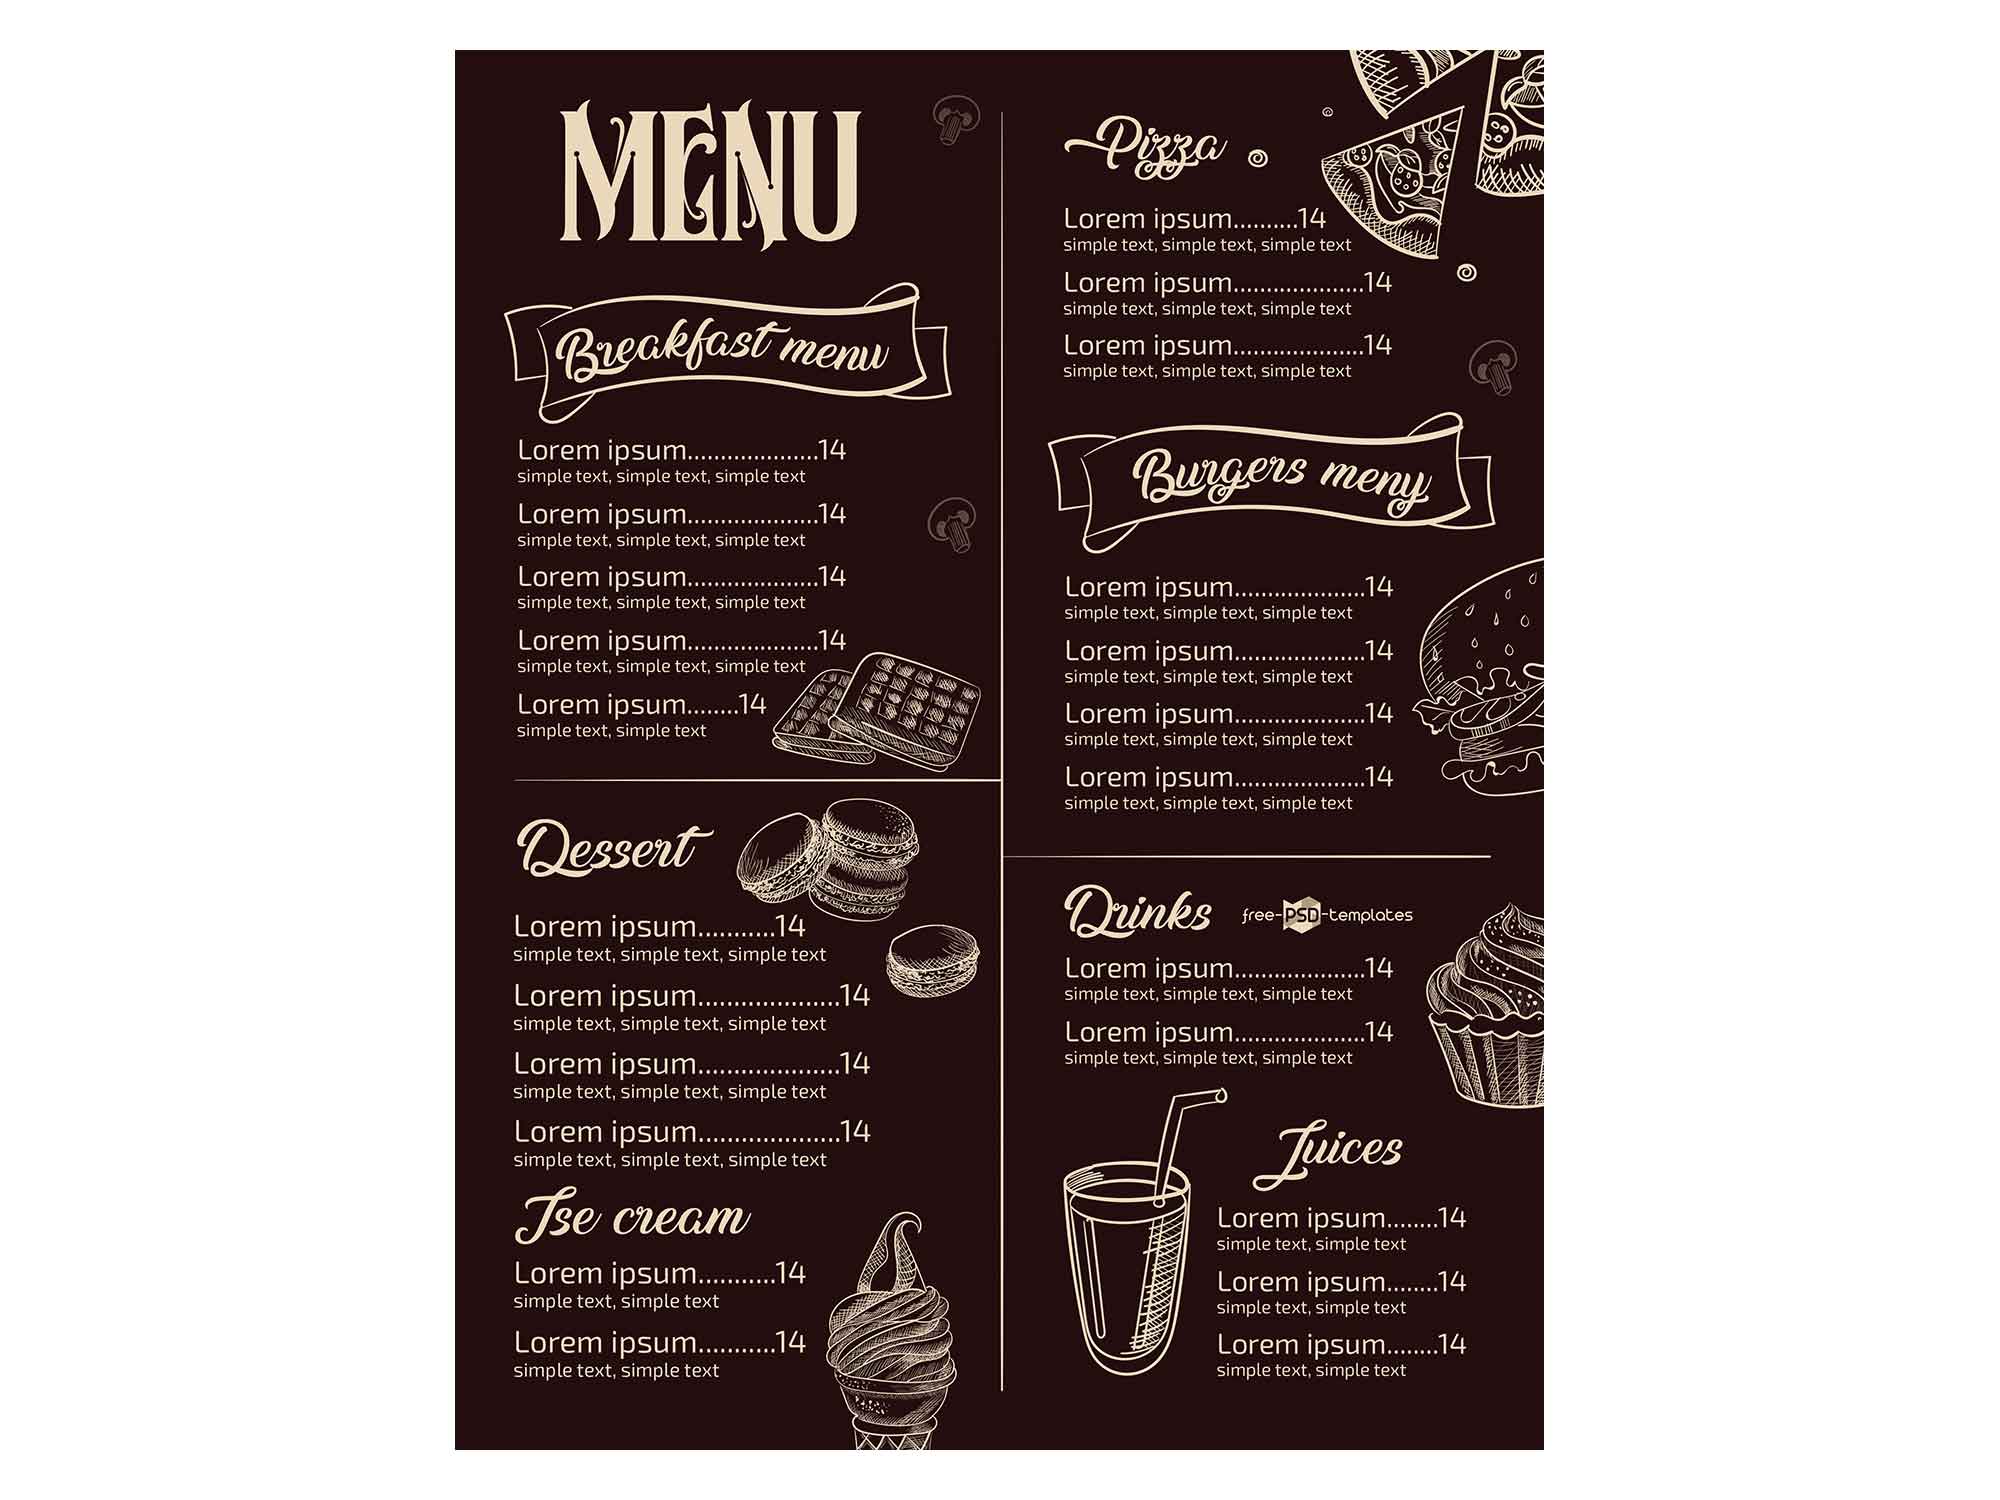 MENU
Breakfast menu
Lorem ipsum....................14
simple text, simple text, simple text
Lorem ipsum....................14
simple text, simple text, simple text
Lorem ipsum....................14
simple text, simple text, simple text
Lorem ipsum....................14
simple text, simple text, simple text
Lorem ipsum........14
simple text, simple text
Dessert
Lorem ipsum...........14
simple text, simple text, simple text
Lorem ipsum....................14
simple text, simple text, simple text
Lorem ipsum....................14
simple text, simple text, simple text
Lorem ipsum....................14
simple text, simple text, simple text
Ise cream
Lorem ipsum...........14
simple text, simple text
Lorem ipsum...........14
simple text, simple text
Pizza
Lorem ipsum..........14
simple text, simple text, simple text
Lorem ipsum....................14
simple text, simple text, simple text
Lorem ipsum....................14
simple text, simple text, simple text
Burgers meny
Lorem ipsum....................14
simple text, simple text, simple text
Lorem ipsum....................14
simple text, simple text, simple text
Lorem ipsum....................14
simple text, simple text, simple text
Lorem ipsum....................14
simple text, simple text, simple text
Drinks free-PSD-templates
Lorem ipsum....................14
simple text, simple text, simple text
Lorem ipsum....................14
simple text, simple text, simple text
Juices
Lorem ipsum........14
simple text, simple text
Lorem ipsum........14
simple text, simple text
Lorem ipsum........14
simple text, simple text